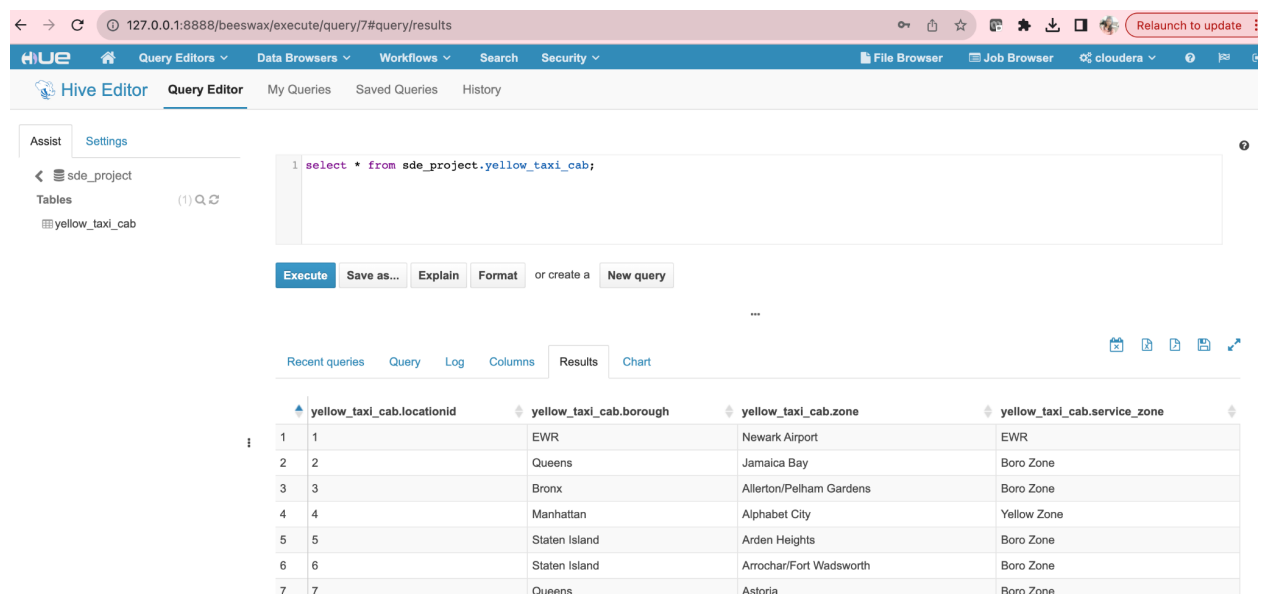 127.0.0.1:8888/beeswax/execute/query/7#query/results Relaunch to update
HUE Query Editors Data Browsers Workflows Search Security File Browser Job Browser cloudera
Hive Editor Query Editor My Queries Saved Queries History
Assist Settings
1 select * from sde_project.yellow_taxi_cab;
sde_project
Tables (1)
yellow_taxi_cab
Execute Save as... Explain Format or create a New query
...
Recent queries Query Log Columns Results Chart
yellow_taxi_cab.locationid yellow_taxi_cab.borough yellow_taxi_cab.zone yellow_taxi_cab.service_zone
1 1 EWR Newark Airport EWR
2 2 Queens Jamaica Bay Boro Zone
3 3 Bronx Allerton/Pelham Gardens Boro Zone
4 4 Manhattan Alphabet City Yellow Zone
5 5 Staten Island Arden Heights Boro Zone
6 6 Staten Island Arrochar/Fort Wadsworth Boro Zone
7 7 Queens Astoria Boro Zone